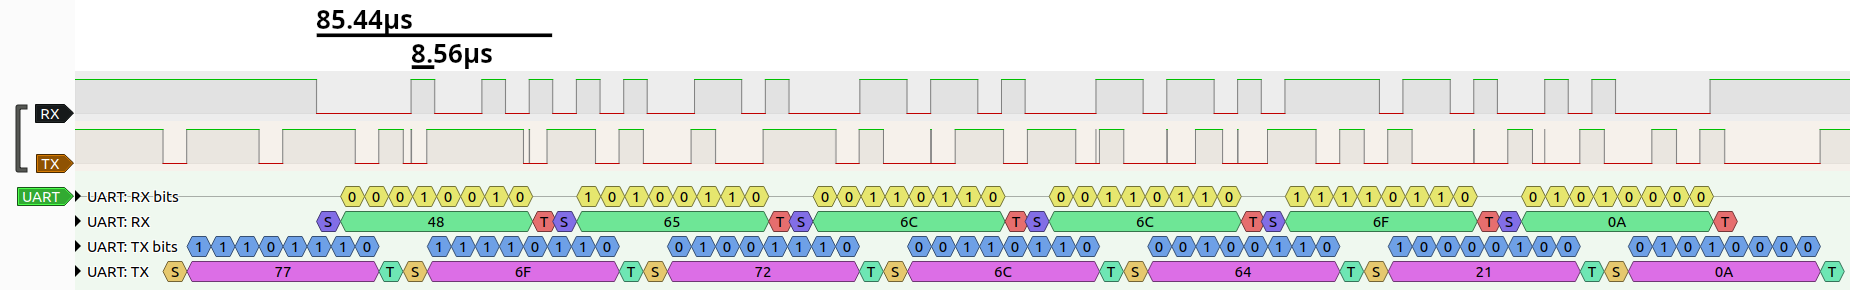 85.44µs
8.56µs
RX
TX
UART
UART: RX bits 0 0 0 1 0 0 1 0 1 0 1 0 0 1 1 0 0 0 1 1 0 1 1 0 0 0 1 1 0 1 1 0 1 1 1 1 0 1 1 0 0 1 0 1 0 0 0 0
UART: RX S 48 T S 65 T S 6C T S 6C T S 6F T S 0A T
UART: TX bits 1 1 1 0 1 1 1 0 1 1 1 1 0 1 1 0 0 1 0 0 1 1 1 0 0 0 1 1 0 1 1 0 0 0 1 0 0 1 1 0 1 0 0 0 0 1 0 0 0 1 0 1 0 0 0 0
UART: TX S 77 T S 6F T S 72 T S 6C T S 64 T S 21 T S 0A T